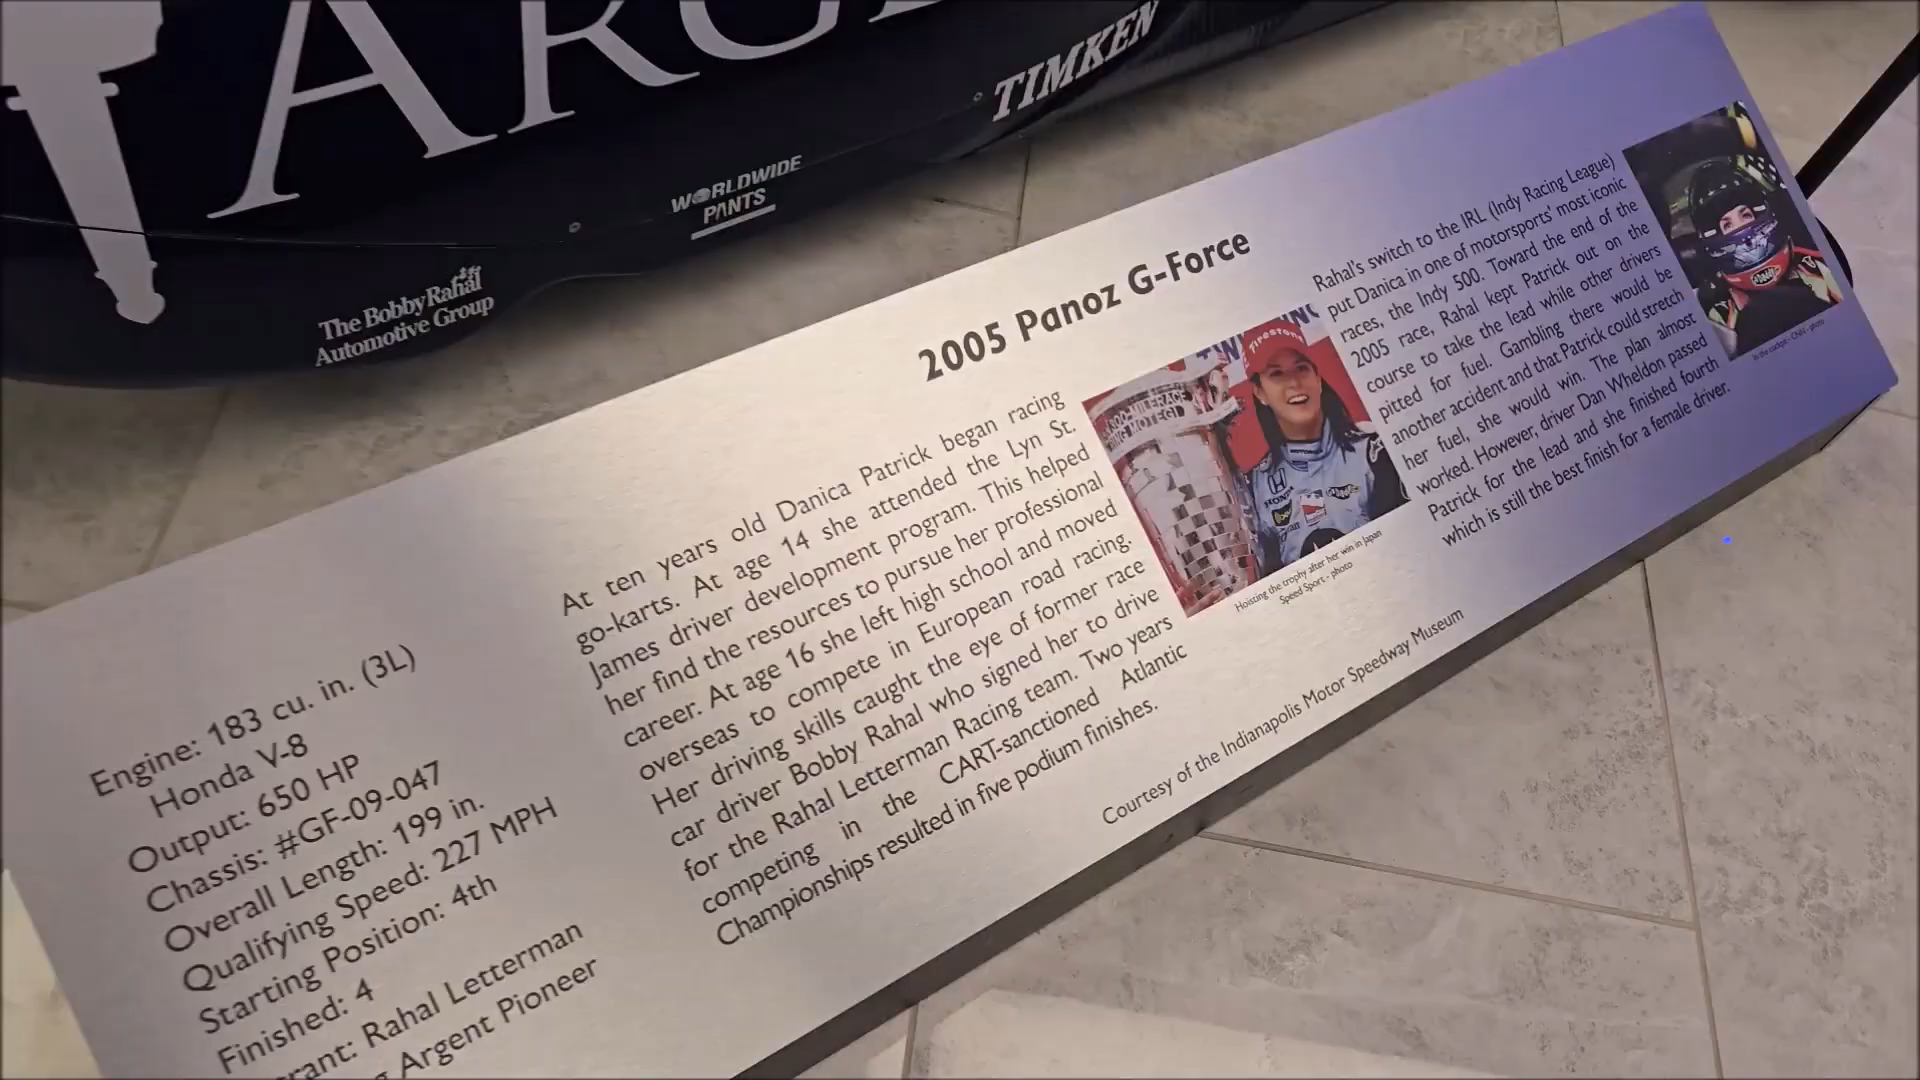 ARG
TIMKEN
WORLDWIDE
PANTS
The Bobby Rahal
Automotive Group
2005 Panoz G-Force
Engine: 183 cu. in. (3L)
Honda V-8
Output: 650 HP
Chassis: #GF-09-047
Overall Length: 199 in.
Qualifying Speed: 227 MPH
Starting Position: 4th
Finished: 4
Rahal Letterman
Argent Pioneer
At ten years old Danica Patrick began racing
go-karts. At age 14 she attended the Lyn St.
James driver development program. This helped
her find the resources to pursue her professional
career. At age 16 she left high school and moved
overseas to compete in European road racing.
Her driving skills caught the eye of former race
car driver Bobby Rahal who signed her to drive
for the Rahal Letterman Racing team. Two years
competing in the CART-sanctioned Atlantic
Championships resulted in five podium finishes.
Firestone
MOTEGI
HONDA
Hoisting the trophy after her win in Japan
Speed Sport - photo
Rahal's switch to the IRL (Indy Racing League)
put Danica in one of motorsports' most iconic
races, the Indy 500. Toward the end of the
2005 race, Rahal kept Patrick out on the
course to take the lead while other drivers
pitted for fuel. Gambling there would be
another accident and that Patrick could stretch
her fuel, she would win. The plan almost
worked. However, driver Dan Wheldon passed
Patrick for the lead and she finished fourth
which is still the best finish for a female driver.
In the cockpit - CNN - photo
Courtesy of the Indianapolis Motor Speedway Museum